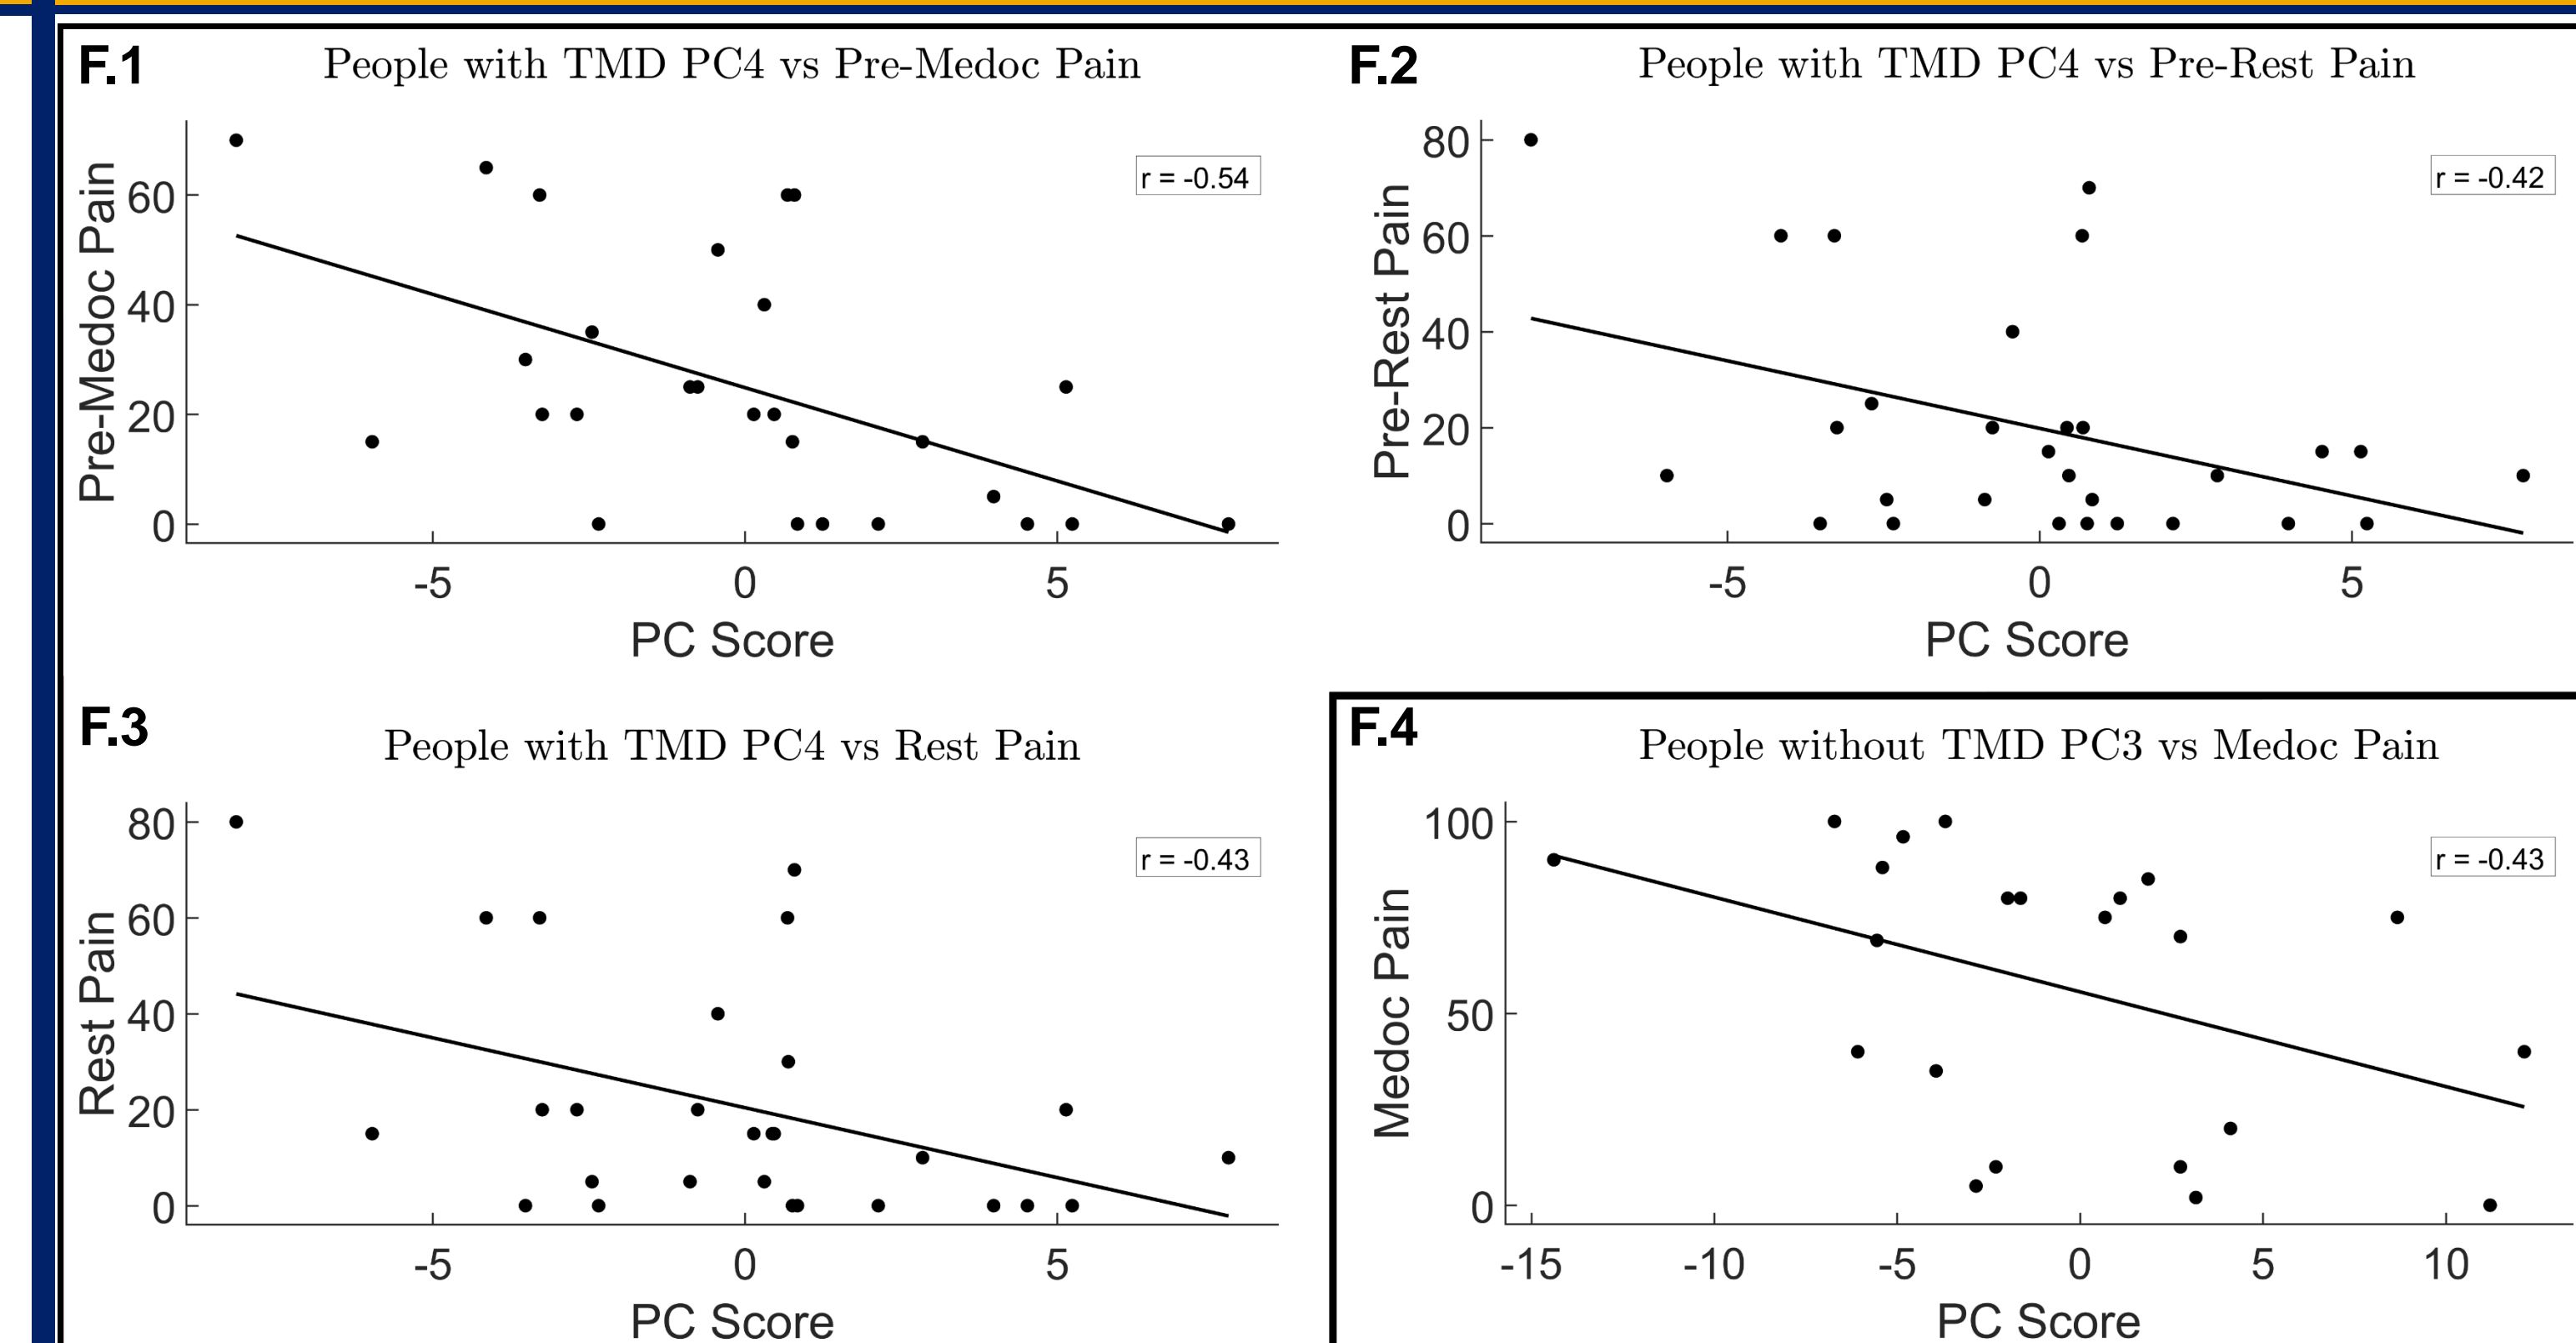 F.1
People with TMD PC4 vs Pre-Medoc Pain
r = -0.54
Pre-Medoc Pain
60
40
20
0
-5 0 5
PC Score
F.2
People with TMD PC4 vs Pre-Rest Pain
r = -0.42
Pre-Rest Pain
80
60
40
20
0
-5 0 5
PC Score
F.3
People with TMD PC4 vs Rest Pain
r = -0.43
Rest Pain
80
60
40
20
0
-5 0 5
PC Score
F.4
People without TMD PC3 vs Medoc Pain
r = -0.43
Medoc Pain
100
50
0
-15 -10 -5 0 5 10
PC Score